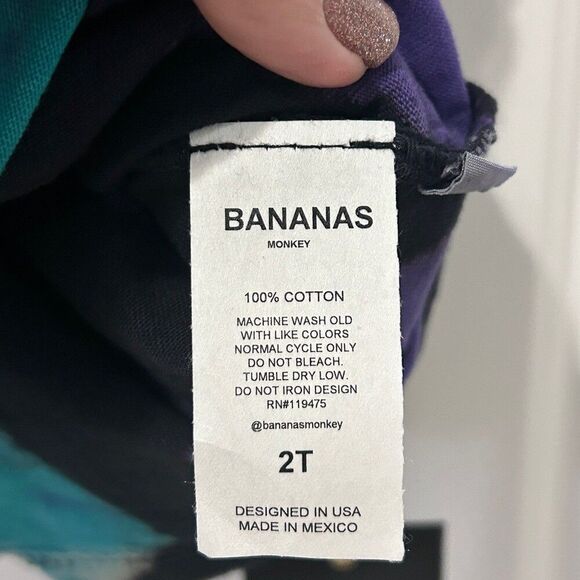 BANANAS
MONKEY
100% COTTON
MACHINE WASH OLD
WITH LIKE COLORS
NORMAL CYCLE ONLY
DO NOT BLEACH.
TUMBLE DRY LOW.
DO NOT IRON DESIGN
RN#119475
@bananasmonkey
2T
DESIGNED IN USA
MADE IN MEXICO